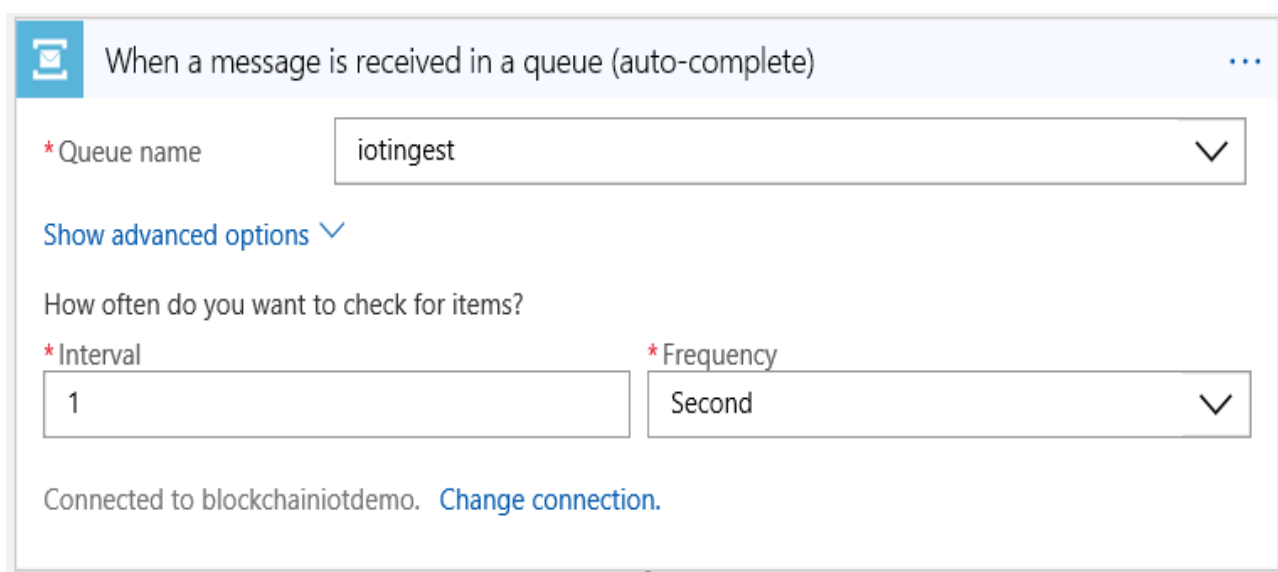 When a message is received in a queue (auto-complete)
* Queue name
iotingest
Show advanced options
How often do you want to check for items?
* Interval
* Frequency
1
Second
Connected to blockchainiotdemo. Change connection.